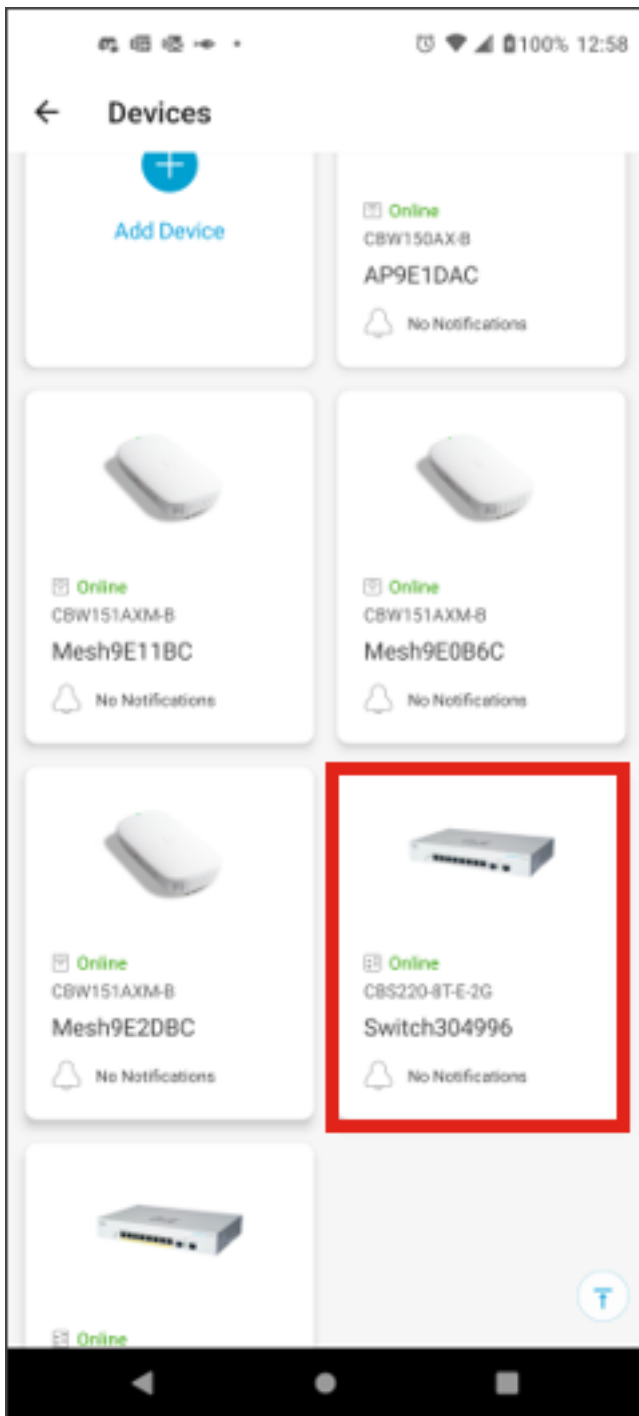 100% 12:58
Devices
Add Device
Online
CBW150AX-B
AP9E1DAC
No Notifications
Online
CBW151AXM-B
Mesh9E11BC
No Notifications
Online
CBW151AXM-B
Mesh9E0B6C
No Notifications
Online
CBW151AXM-B
Mesh9E2DBC
No Notifications
Online
CBS220-8T-E-2G
Switch304996
No Notifications
Online